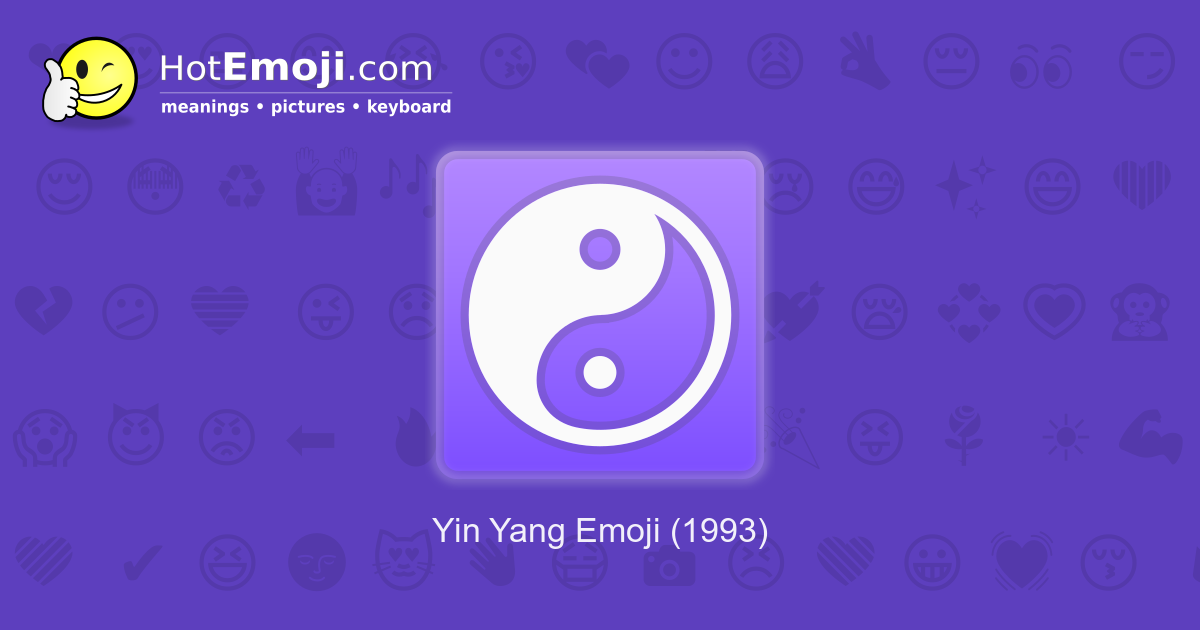 HotEmoji.com
meanings • pictures • keyboard
Yin Yang Emoji (1993)